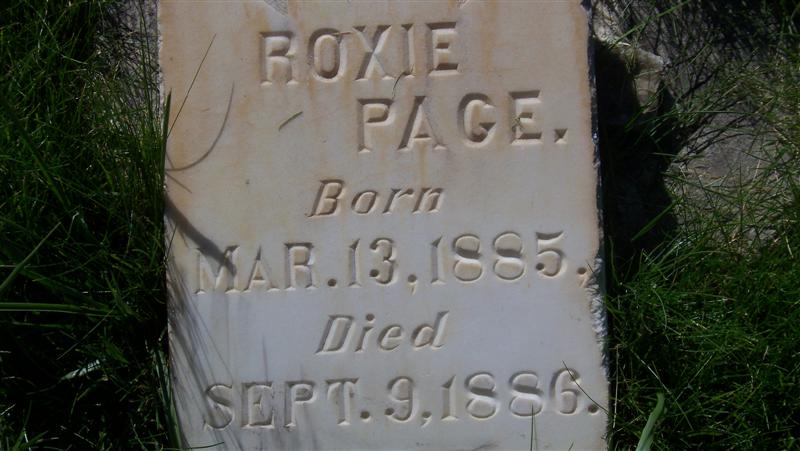 ROXIE
PAGE.
Born
MAR. 13, 1885,
Died
SEPT. 9, 1886.